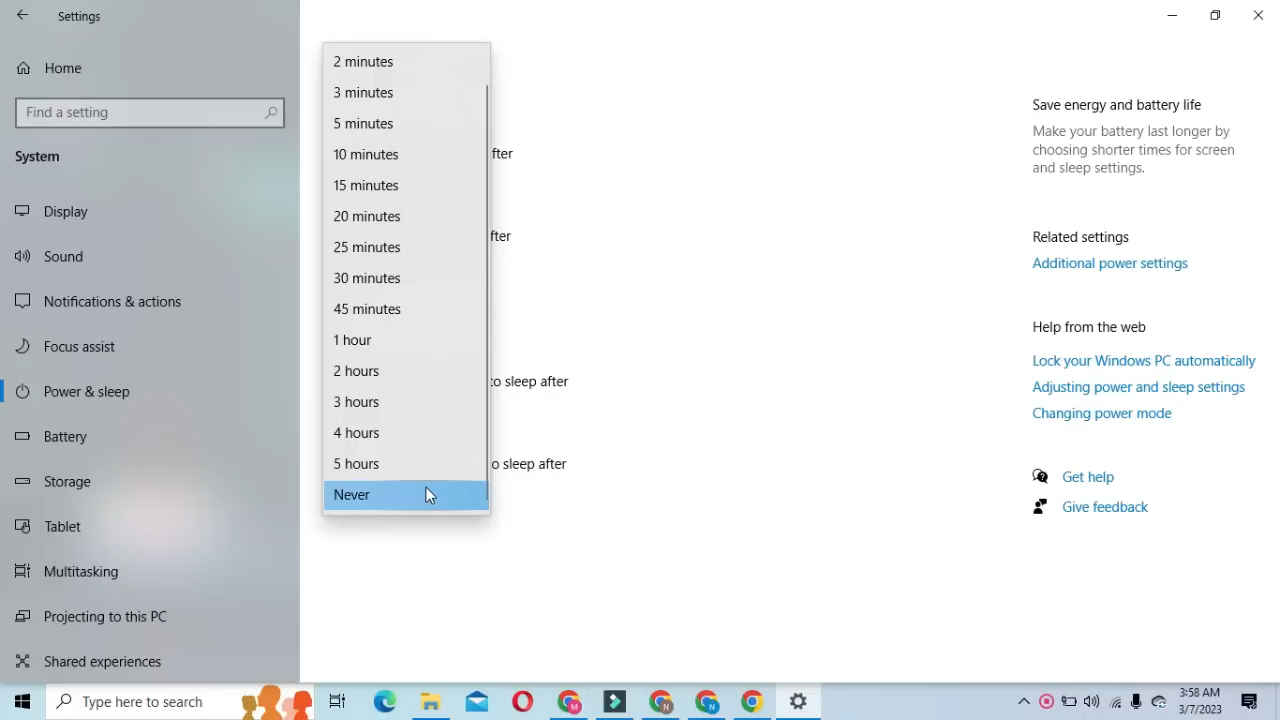 Settings
Home
Find a setting
System
Display
Sound
Notifications & actions
Focus assist
Power & sleep
Battery
Storage
Tablet
Multitasking
Projecting to this PC
Shared experiences
2 minutes
3 minutes
5 minutes
10 minutes
15 minutes
20 minutes
25 minutes
30 minutes
45 minutes
1 hour
2 hours
3 hours
4 hours
5 hours
Never
fter
fter
to sleep after
o sleep after
Save energy and battery life
Make your battery last longer by
choosing shorter times for screen
and sleep settings.
Related settings
Additional power settings
Help from the web
Lock your Windows PC automatically
Adjusting power and sleep settings
Changing power mode
Get help
Give feedback
Type here to search
M
N
N
3:58 AM
3/7/2023